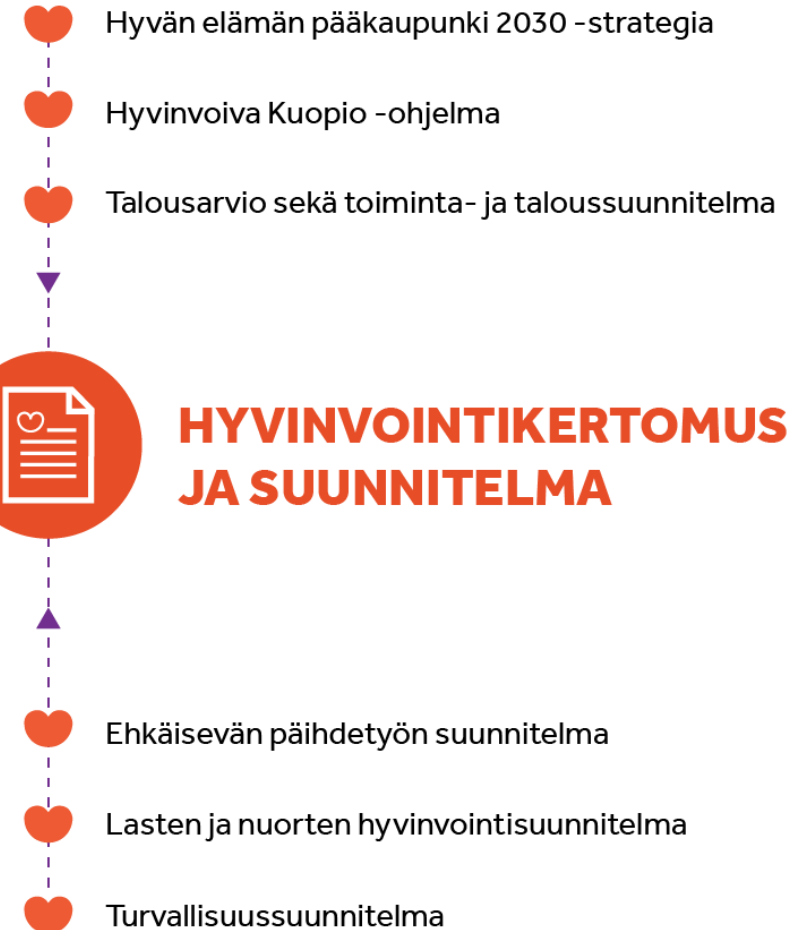 Hyvän elämän pääkaupunki 2030 -strategia
Hyvinvoiva Kuopio -ohjelma
Talousarvio sekä toiminta- ja taloussuunnitelma
HYVINVOINTIKERTOMUS
JA SUUNNITELMA
Ehkäisevän päihdetyön suunnitelma
Lasten ja nuorten hyvinvointisuunnitelma
Turvallisuussuunnitelma